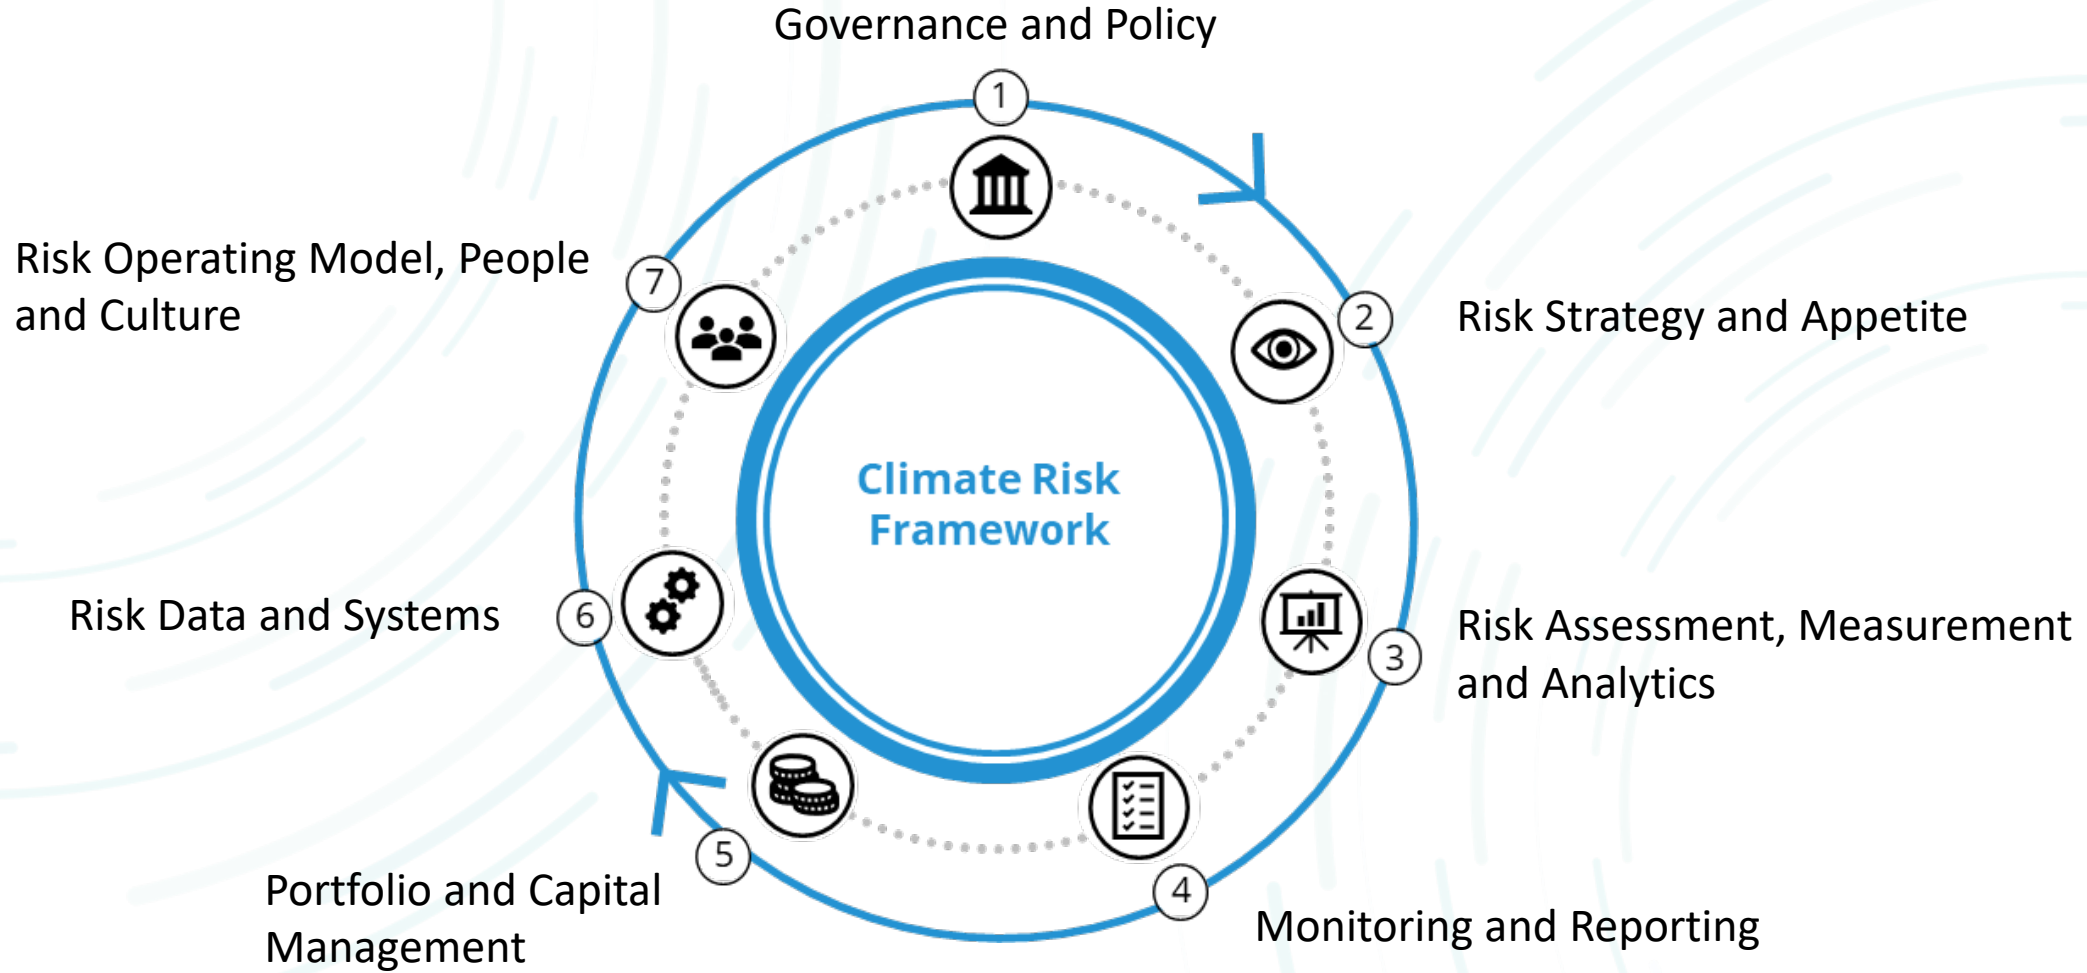 Governance and Policy
1
2
Risk Strategy and Appetite
3
Risk Assessment, Measurement
and Analytics
4
Monitoring and Reporting
5
Portfolio and Capital
Management
6
Risk Data and Systems
7
Risk Operating Model, People
and Culture
Climate Risk
Framework